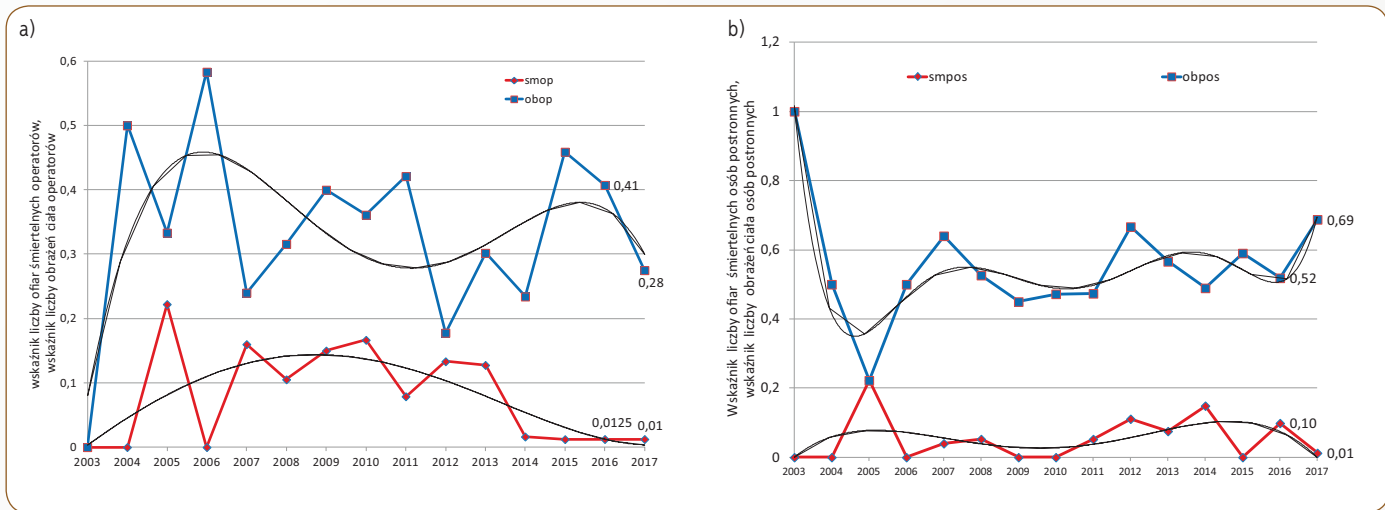 a)
wskaźnik liczby ofiar śmiertelnych operatorów,
wskaźnik liczby obrażeń ciała operatorów
0,6
0,5
0,4
0,3
0,2
0,1
0
smop
obop
0,41
0,28
0,0125 0,01
2003 2004 2005 2006 2007 2008 2009 2010 2011 2012 2013 2014 2015 2016 2017
b)
Wskaźnik liczby ofiar śmiertelnych osób postronnych,
wskaźnik liczby obrażeń ciała osób postronnych
1,2
1
0,8
0,6
0,4
0,2
0
smpos obpos
0,69
0,52
0,10
0,01
2003 2004 2005 2006 2007 2008 2009 2010 2011 2012 2013 2014 2015 2016 2017